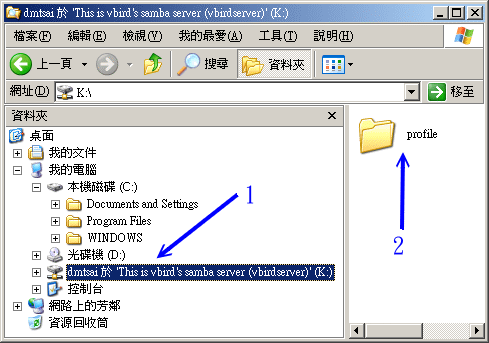 dmtsai 於 'This is vbird's samba server (vbirdserver)' (K:)
檔案(F) 編輯(E) 檢視(V) 我的最愛(A) 工具(T) 說明(H)
上一頁 搜尋 資料夾
網址(D) K:\ 移至
資料夾
桌面
我的文件
我的電腦
本機磁碟 (C:)
Documents and Settings
Program Files
WINDOWS
光碟機 (D:)
dmtsai 於 'This is vbird's samba server (vbirdserver)' (K:)
控制台
網路上的芳鄰
資源回收筒
1
profile
2